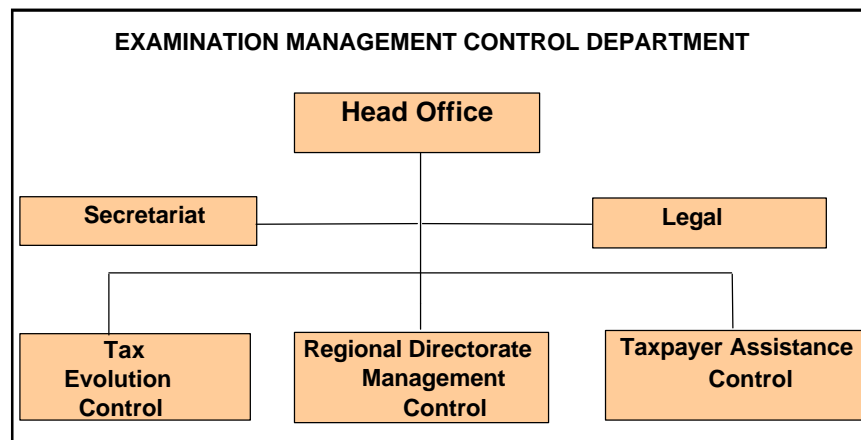 EXAMINATION MANAGEMENT CONTROL DEPARTMENT
Head Office
Secretariat
Legal
Tax
Evolution
Control
Regional Directorate
Management
Control
Taxpayer Assistance
Control